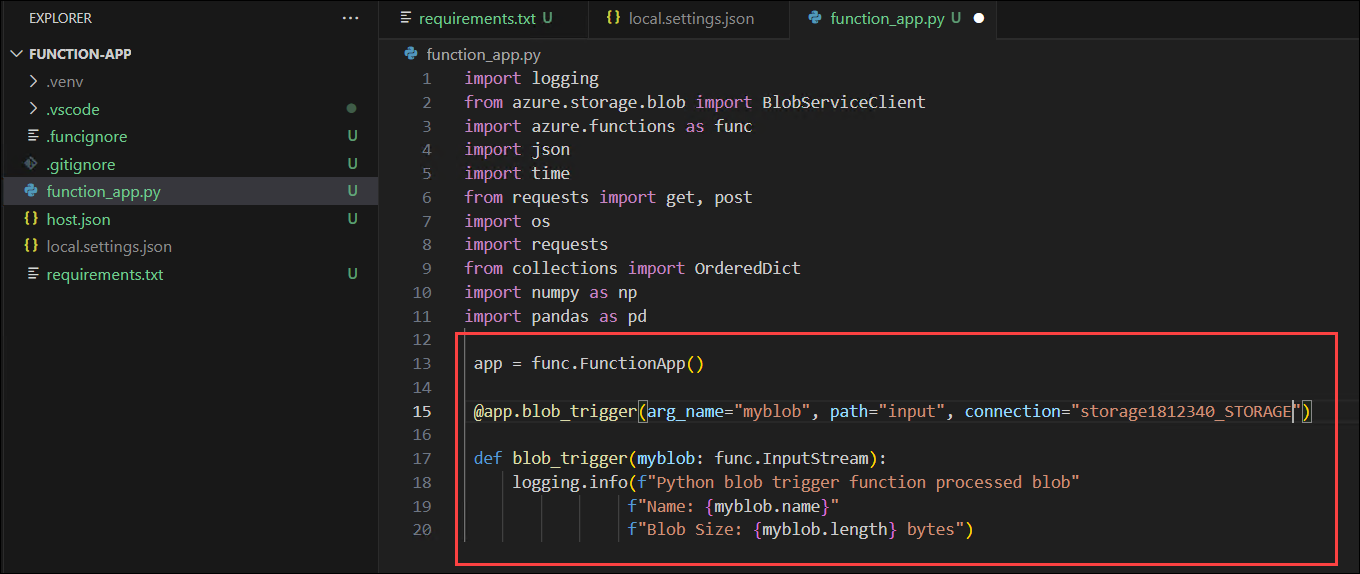 EXPLORER ···
FUNCTION-APP
.venv
.vscode
.funcignore U
.gitignore U
function_app.py U
host.json U
local.settings.json
requirements.txt U
requirements.txt U {} local.settings.json function_app.py U
function_app.py
1 import logging
2 from azure.storage.blob import BlobServiceClient
3 import azure.functions as func
4 import json
5 import time
6 from requests import get, post
7 import os
8 import requests
9 from collections import OrderedDict
10 import numpy as np
11 import pandas as pd
12
13 app = func.FunctionApp()
14
15 @app.blob_trigger(arg_name="myblob", path="input", connection="storage1812340_STORAGE")
16
17 def blob_trigger(myblob: func.InputStream):
18 logging.info(f"Python blob trigger function processed blob"
19 f"Name: {myblob.name}"
20 f"Blob Size: {myblob.length} bytes")